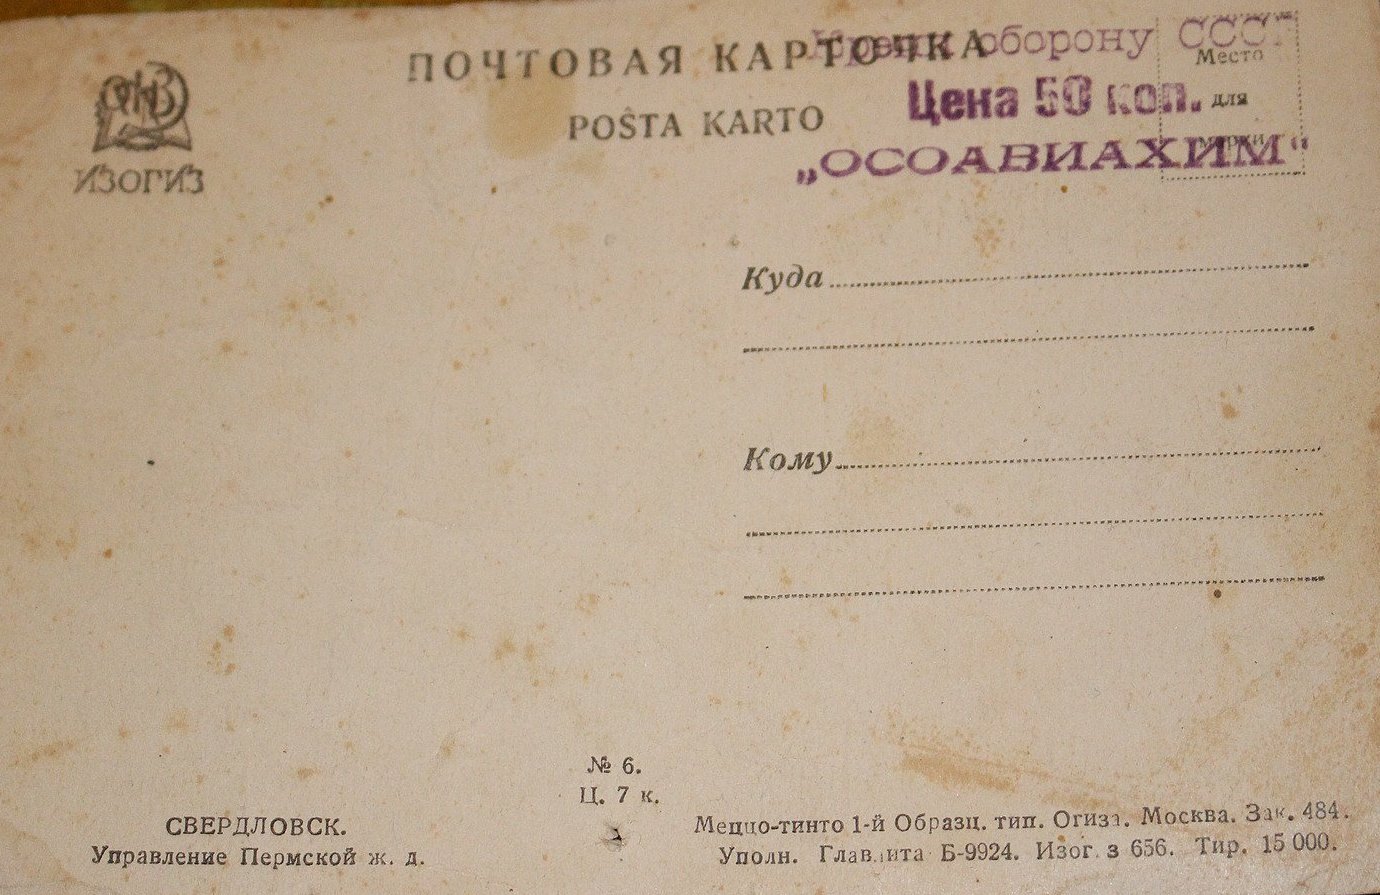 ПОЧТОВАЯ КАРТОЧКА
POŜTA KARTO
ИЗОГИЗ
оборону СССР
Цена 50 коп.
„ОСОАВИАХИМ“
Место
для
марки
Куда
Кому
№ 6.
Ц. 7 к.
СВЕРДЛОВСК.
Управление Пермской ж. д.
Меццо-тинто 1-й Образц. тип. Огиза. Москва. Зак. 484.
Уполн. Главлита Б-9924. Изог. з 656. Тир. 15 000.